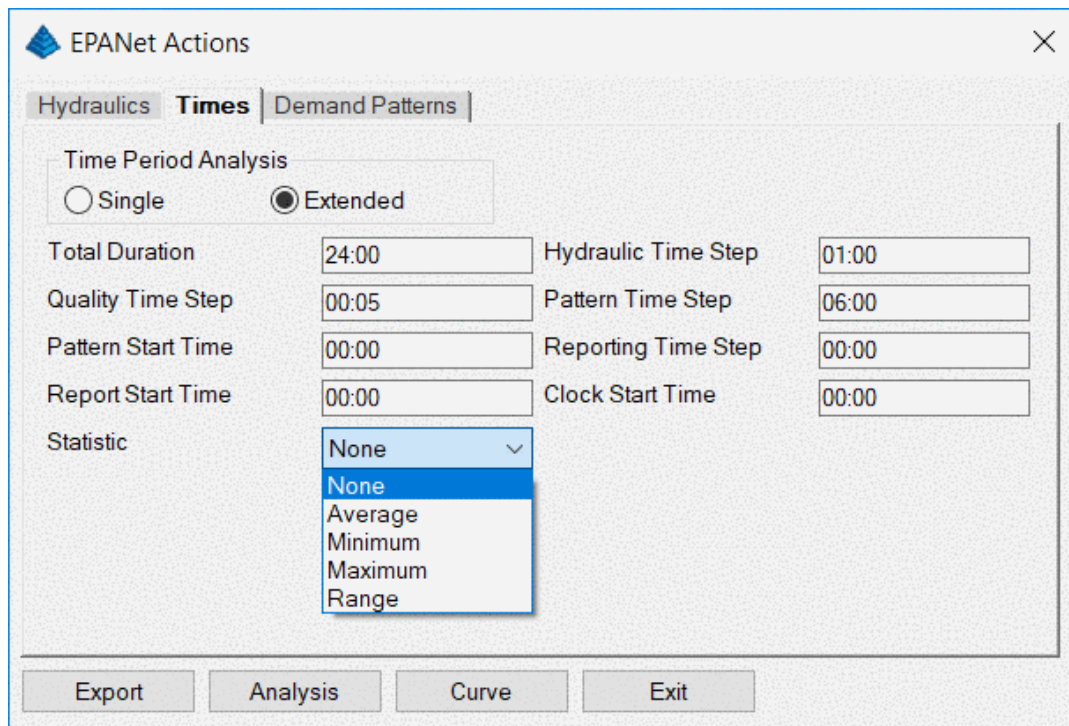 EPANet Actions
Hydraulics Times Demand Patterns
Time Period Analysis
Single Extended
Total Duration 24:00 Hydraulic Time Step 01:00
Quality Time Step 00:05 Pattern Time Step 06:00
Pattern Start Time 00:00 Reporting Time Step 00:00
Report Start Time 00:00 Clock Start Time 00:00
Statistic None
None
Average
Minimum
Maximum
Range
Export Analysis Curve Exit